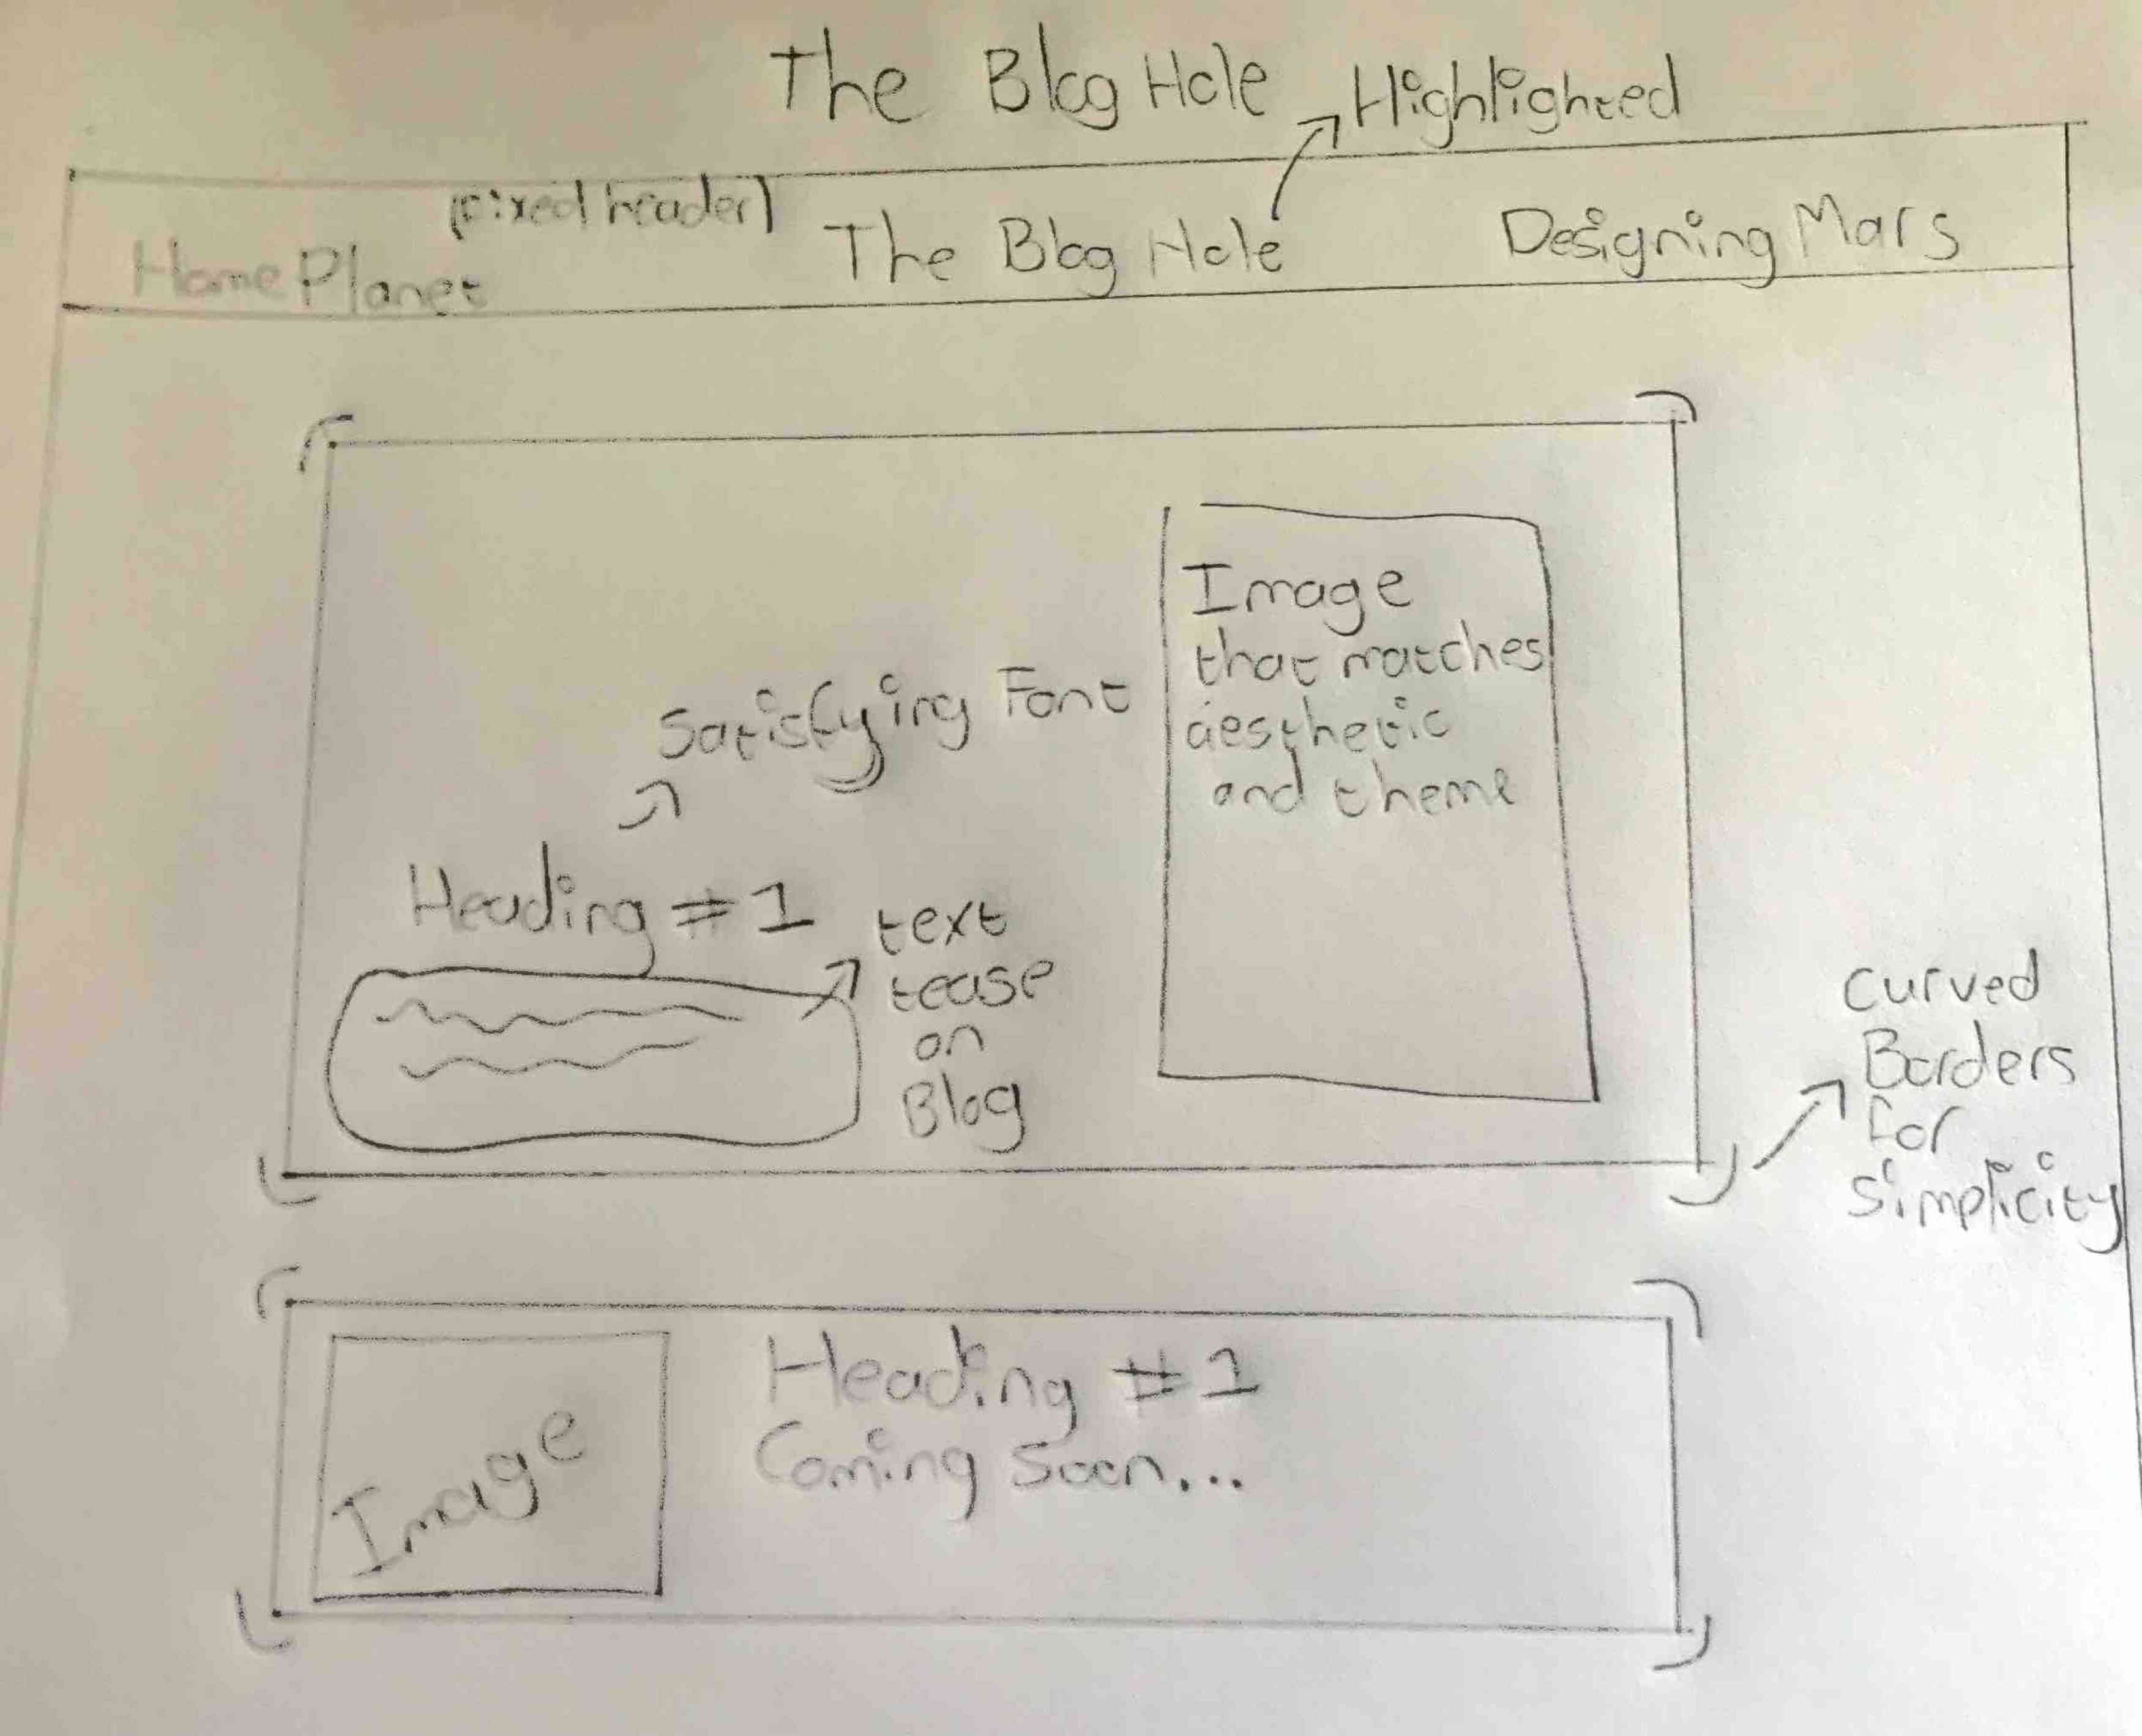 The Blog Hole
Highlighted
(Fixed header)
Home Planet
The Blog Hole
Designing Mars
Image
that matches
aesthetic
and theme
Satisfying Font
Heading #1
text
tease
on
Blog
Curved
Borders
For
Simplicity
Image
Heading #1
Coming Soon...